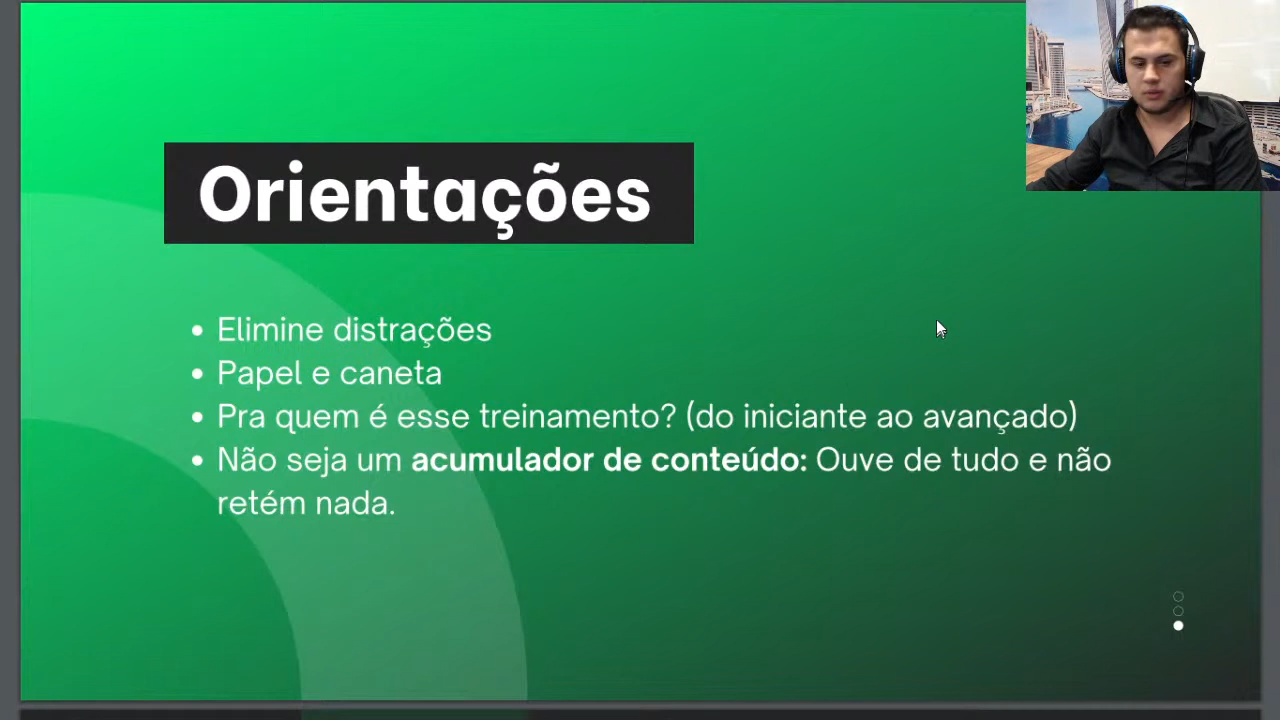 Orientações
• Elimine distrações
• Papel e caneta
• Pra quem é esse treinamento? (do iniciante ao avançado)
• Não seja um acumulador de conteúdo: Ouve de tudo e não
retém nada.